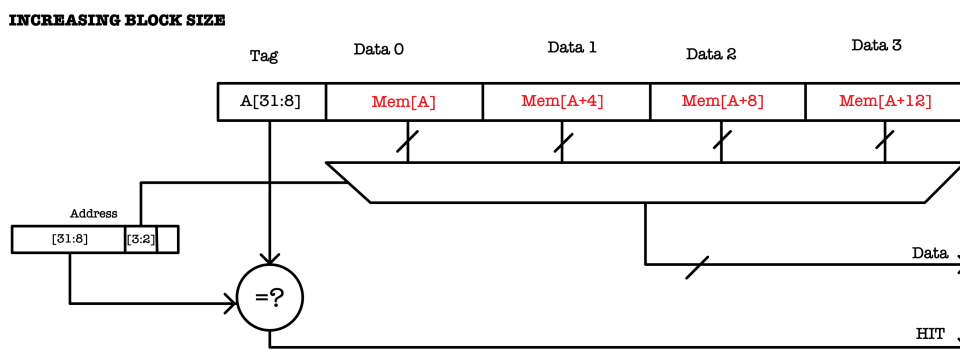 INCREASING BLOCK SIZE
Tag Data 0 Data 1 Data 2 Data 3
A[31:8] Mem[A] Mem[A+4] Mem[A+8] Mem[A+12]
Address
[31:8] [3:2]
Data
=?
HIT